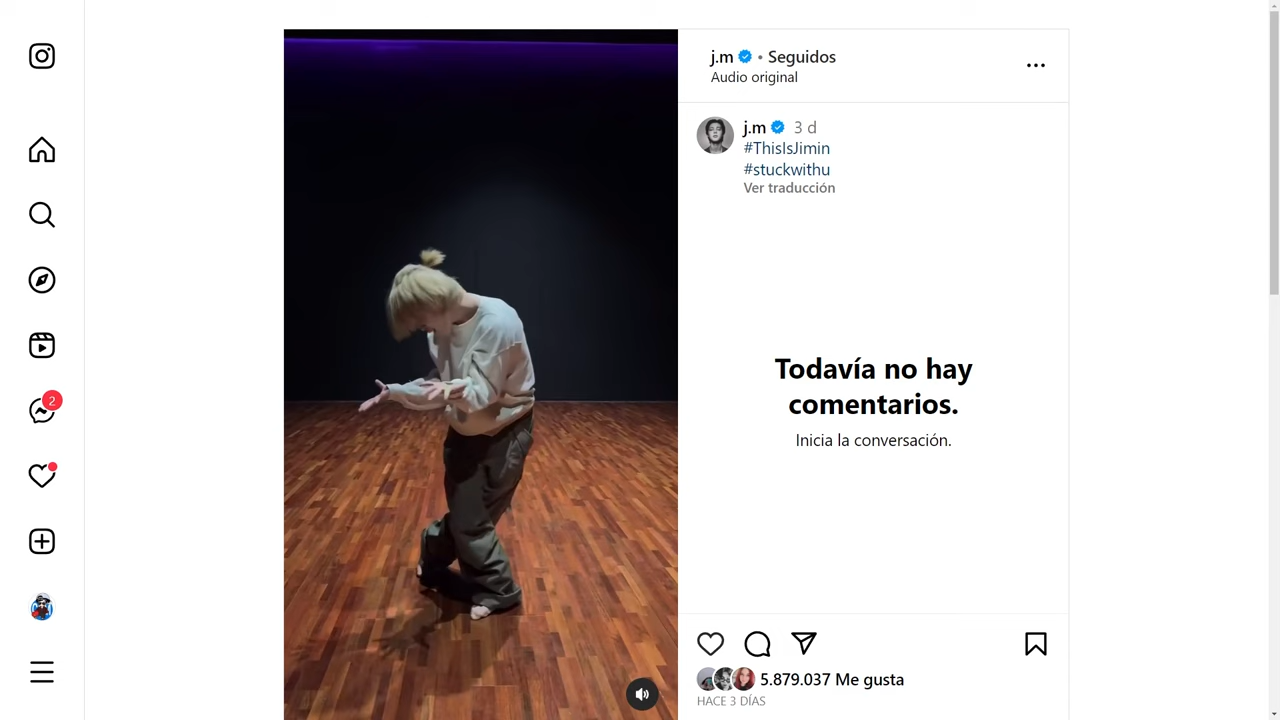 j.m • Seguidos
Audio original
j.m 3 d
#ThisIsJimin
#stuckwithu
Ver traducción
Todavía no hay
comentarios.
Inicia la conversación.
2
5.879.037 Me gusta
HACE 3 DÍAS